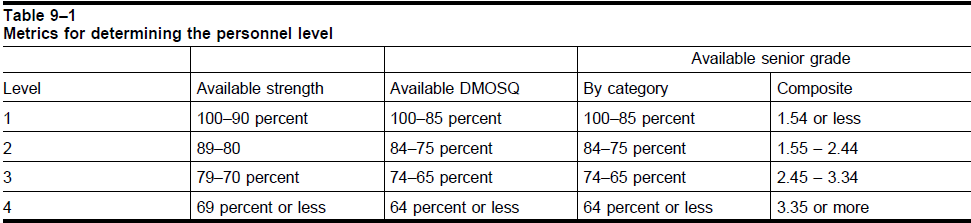 Table 9–1
Metrics for determining the personnel level
Available senior grade
Level Available strength Available DMOSQ By category Composite
1 100–90 percent 100–85 percent 100–85 percent 1.54 or less
2 89–80 84–75 percent 84–75 percent 1.55 – 2.44
3 79–70 percent 74–65 percent 74–65 percent 2.45 – 3.34
4 69 percent or less 64 percent or less 64 percent or less 3.35 or more